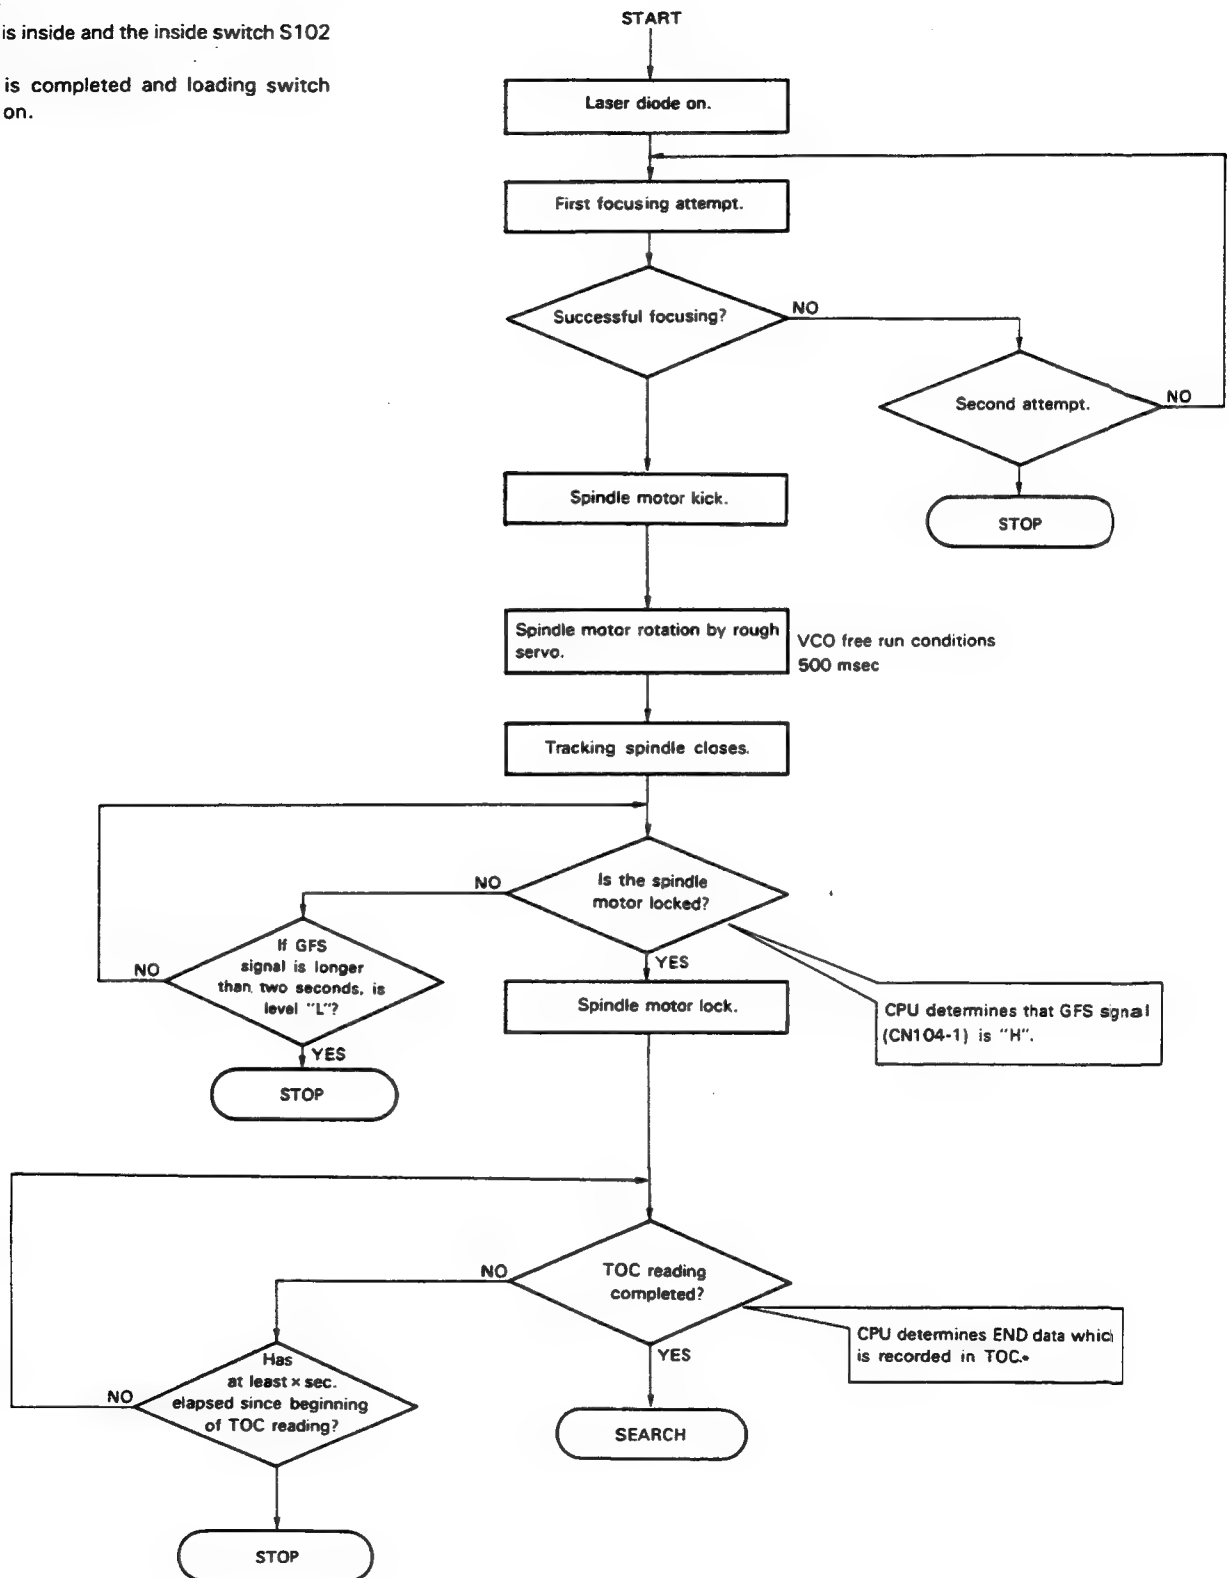 is inside and the inside switch S102
is completed and loading switch
on.
START
Laser diode on.
First focusing attempt.
Successful focusing?
NO
Second attempt.
NO
STOP
Spindle motor kick.
Spindle motor rotation by rough
servo.
VCO free run conditions
500 msec
Tracking spindle closes.
Is the spindle
motor locked?
NO
If GFS
signal is longer
than two seconds, is
level "L"?
NO
YES
STOP
YES
Spindle motor lock.
CPU determines that GFS signal
(CN104-1) is "H".
TOC reading
completed?
NO
Has
at least × sec.
elapsed since beginning
of TOC reading?
NO
STOP
YES
CPU determines END data which
is recorded in TOC.
SEARCH